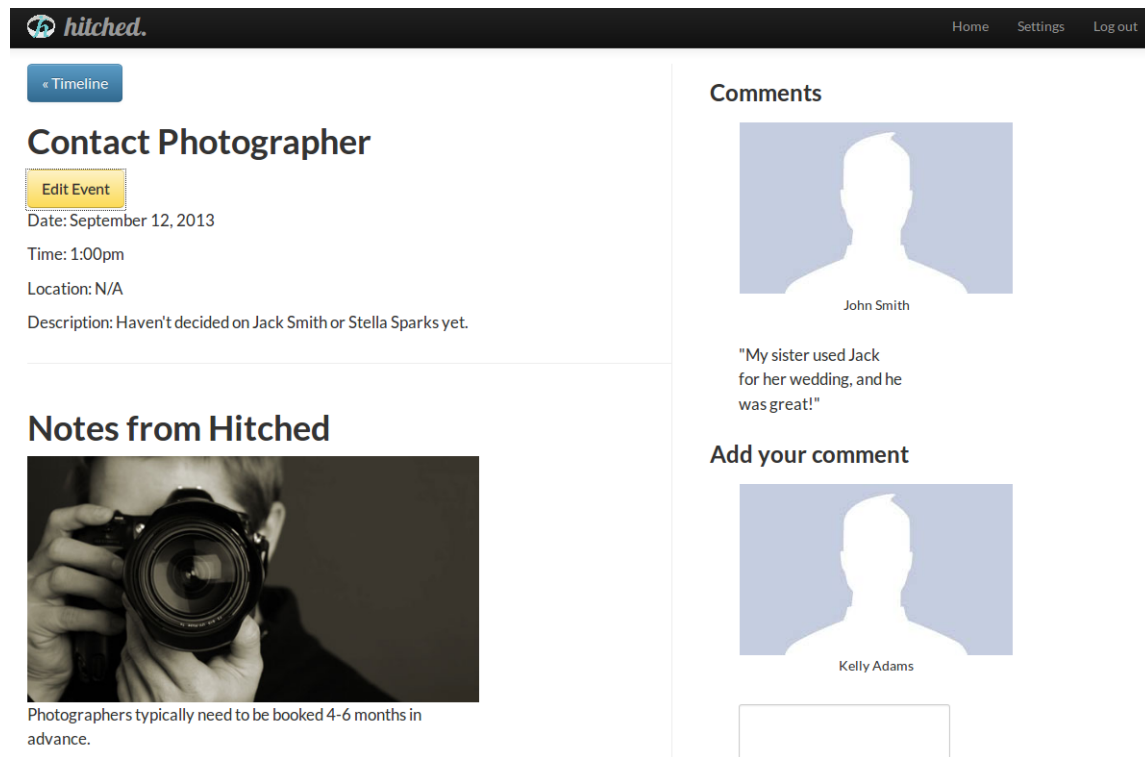 hitched.
Home Settings Log out
« Timeline
Contact Photographer
Edit Event
Date: September 12, 2013
Time: 1:00pm
Location: N/A
Description: Haven't decided on Jack Smith or Stella Sparks yet.
Notes from Hitched
Photographers typically need to be booked 4-6 months in
advance.
Comments
John Smith
"My sister used Jack
for her wedding, and he
was great!"
Add your comment
Kelly Adams